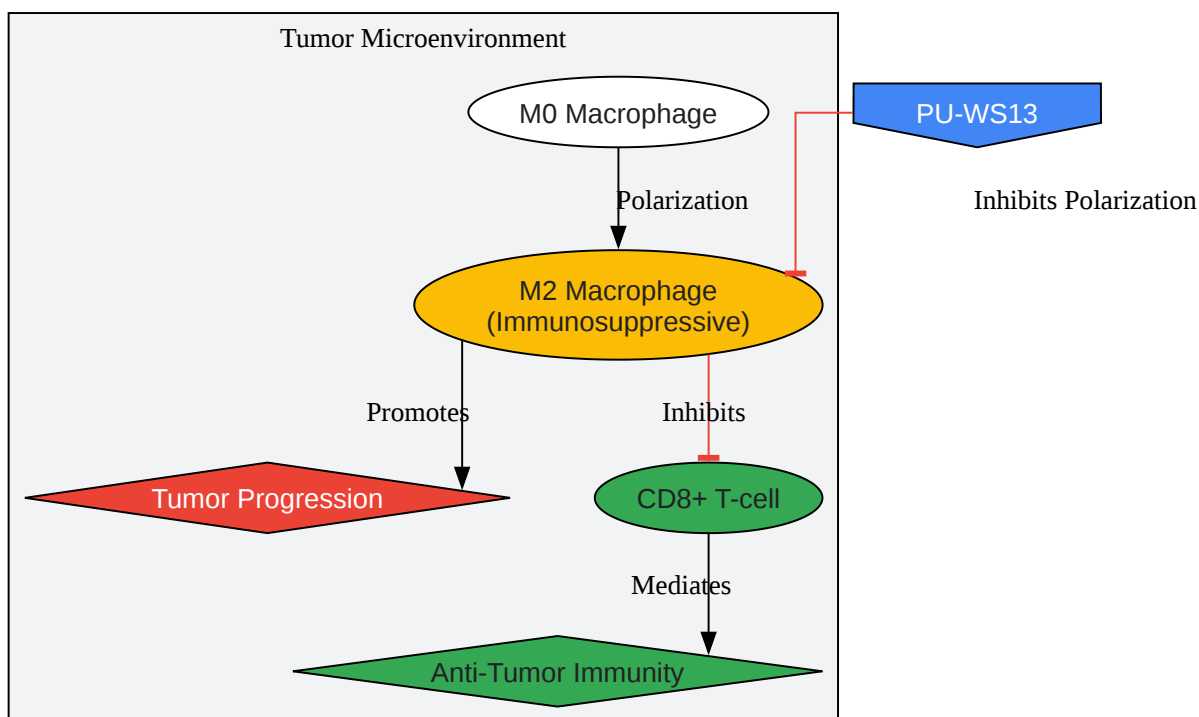 Tumor Microenvironment
M0 Macrophage
PU-WS13
Polarization
Inhibits Polarization
M2 Macrophage
(Immunosuppressive)
Promotes
Inhibits
Tumor Progression
CD8+ T-cell
Mediates
Anti-Tumor Immunity